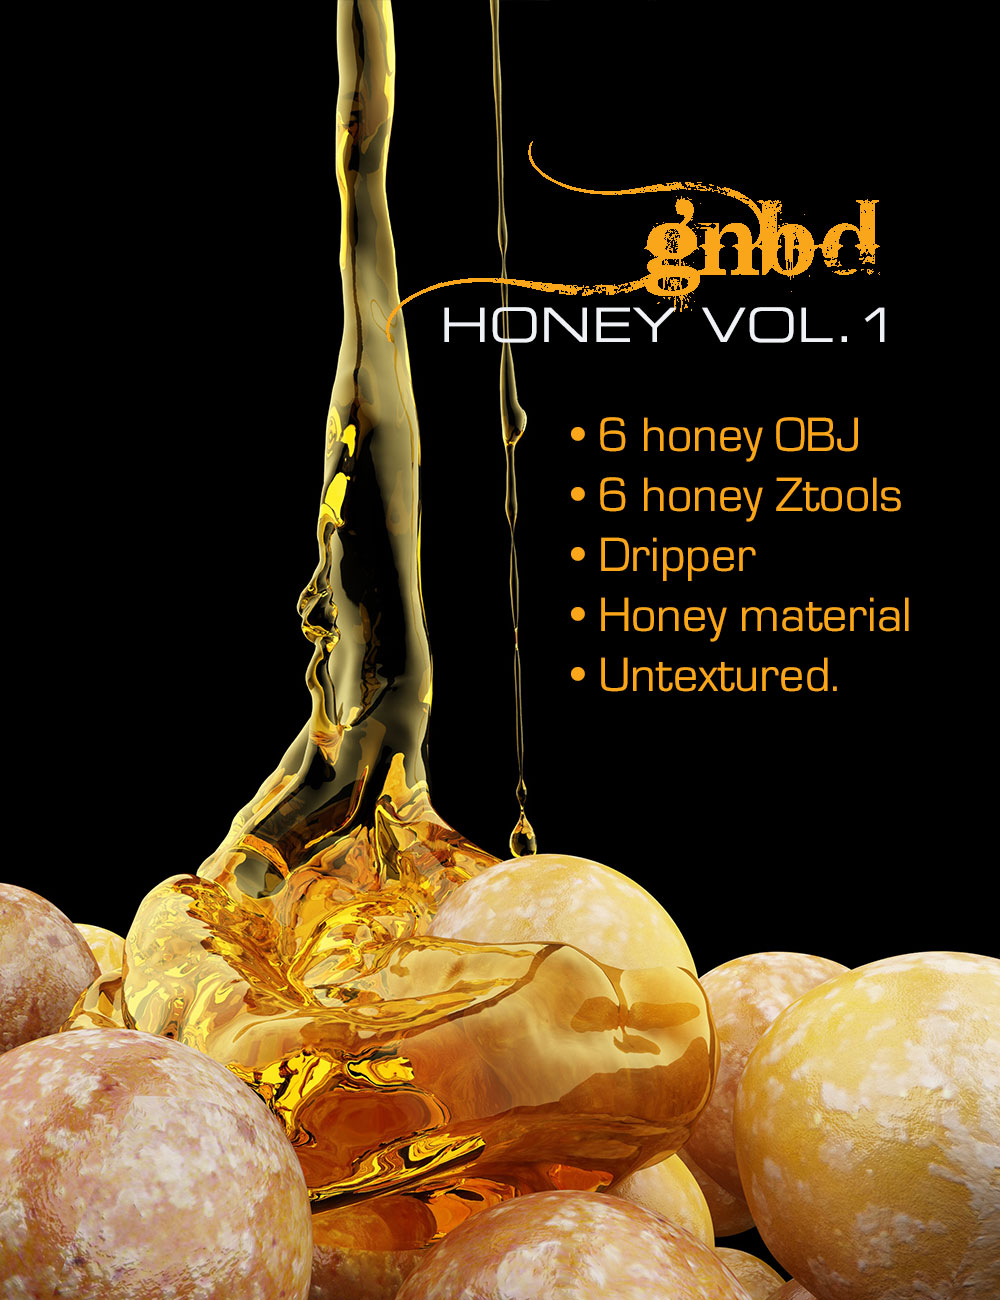 gnbd
HONEY VOL.1
• 6 honey OBJ
• 6 honey Ztools
• Dripper
• Honey material
• Untextured.